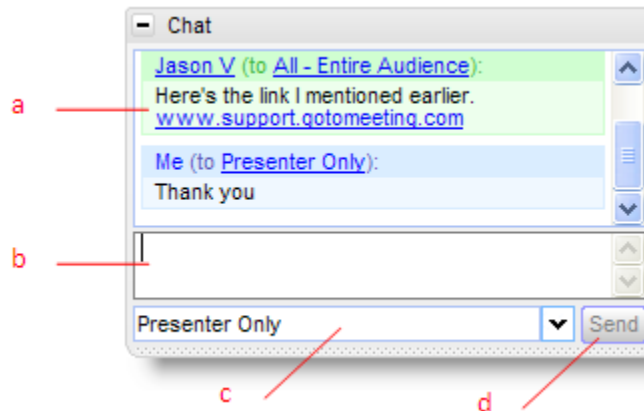 Chat
Jason V (to All - Entire Audience):
a
Here's the link I mentioned earlier.
www.support.gotomeeting.com
Me (to Presenter Only):
Thank you
b
Presenter Only
Send
c
d